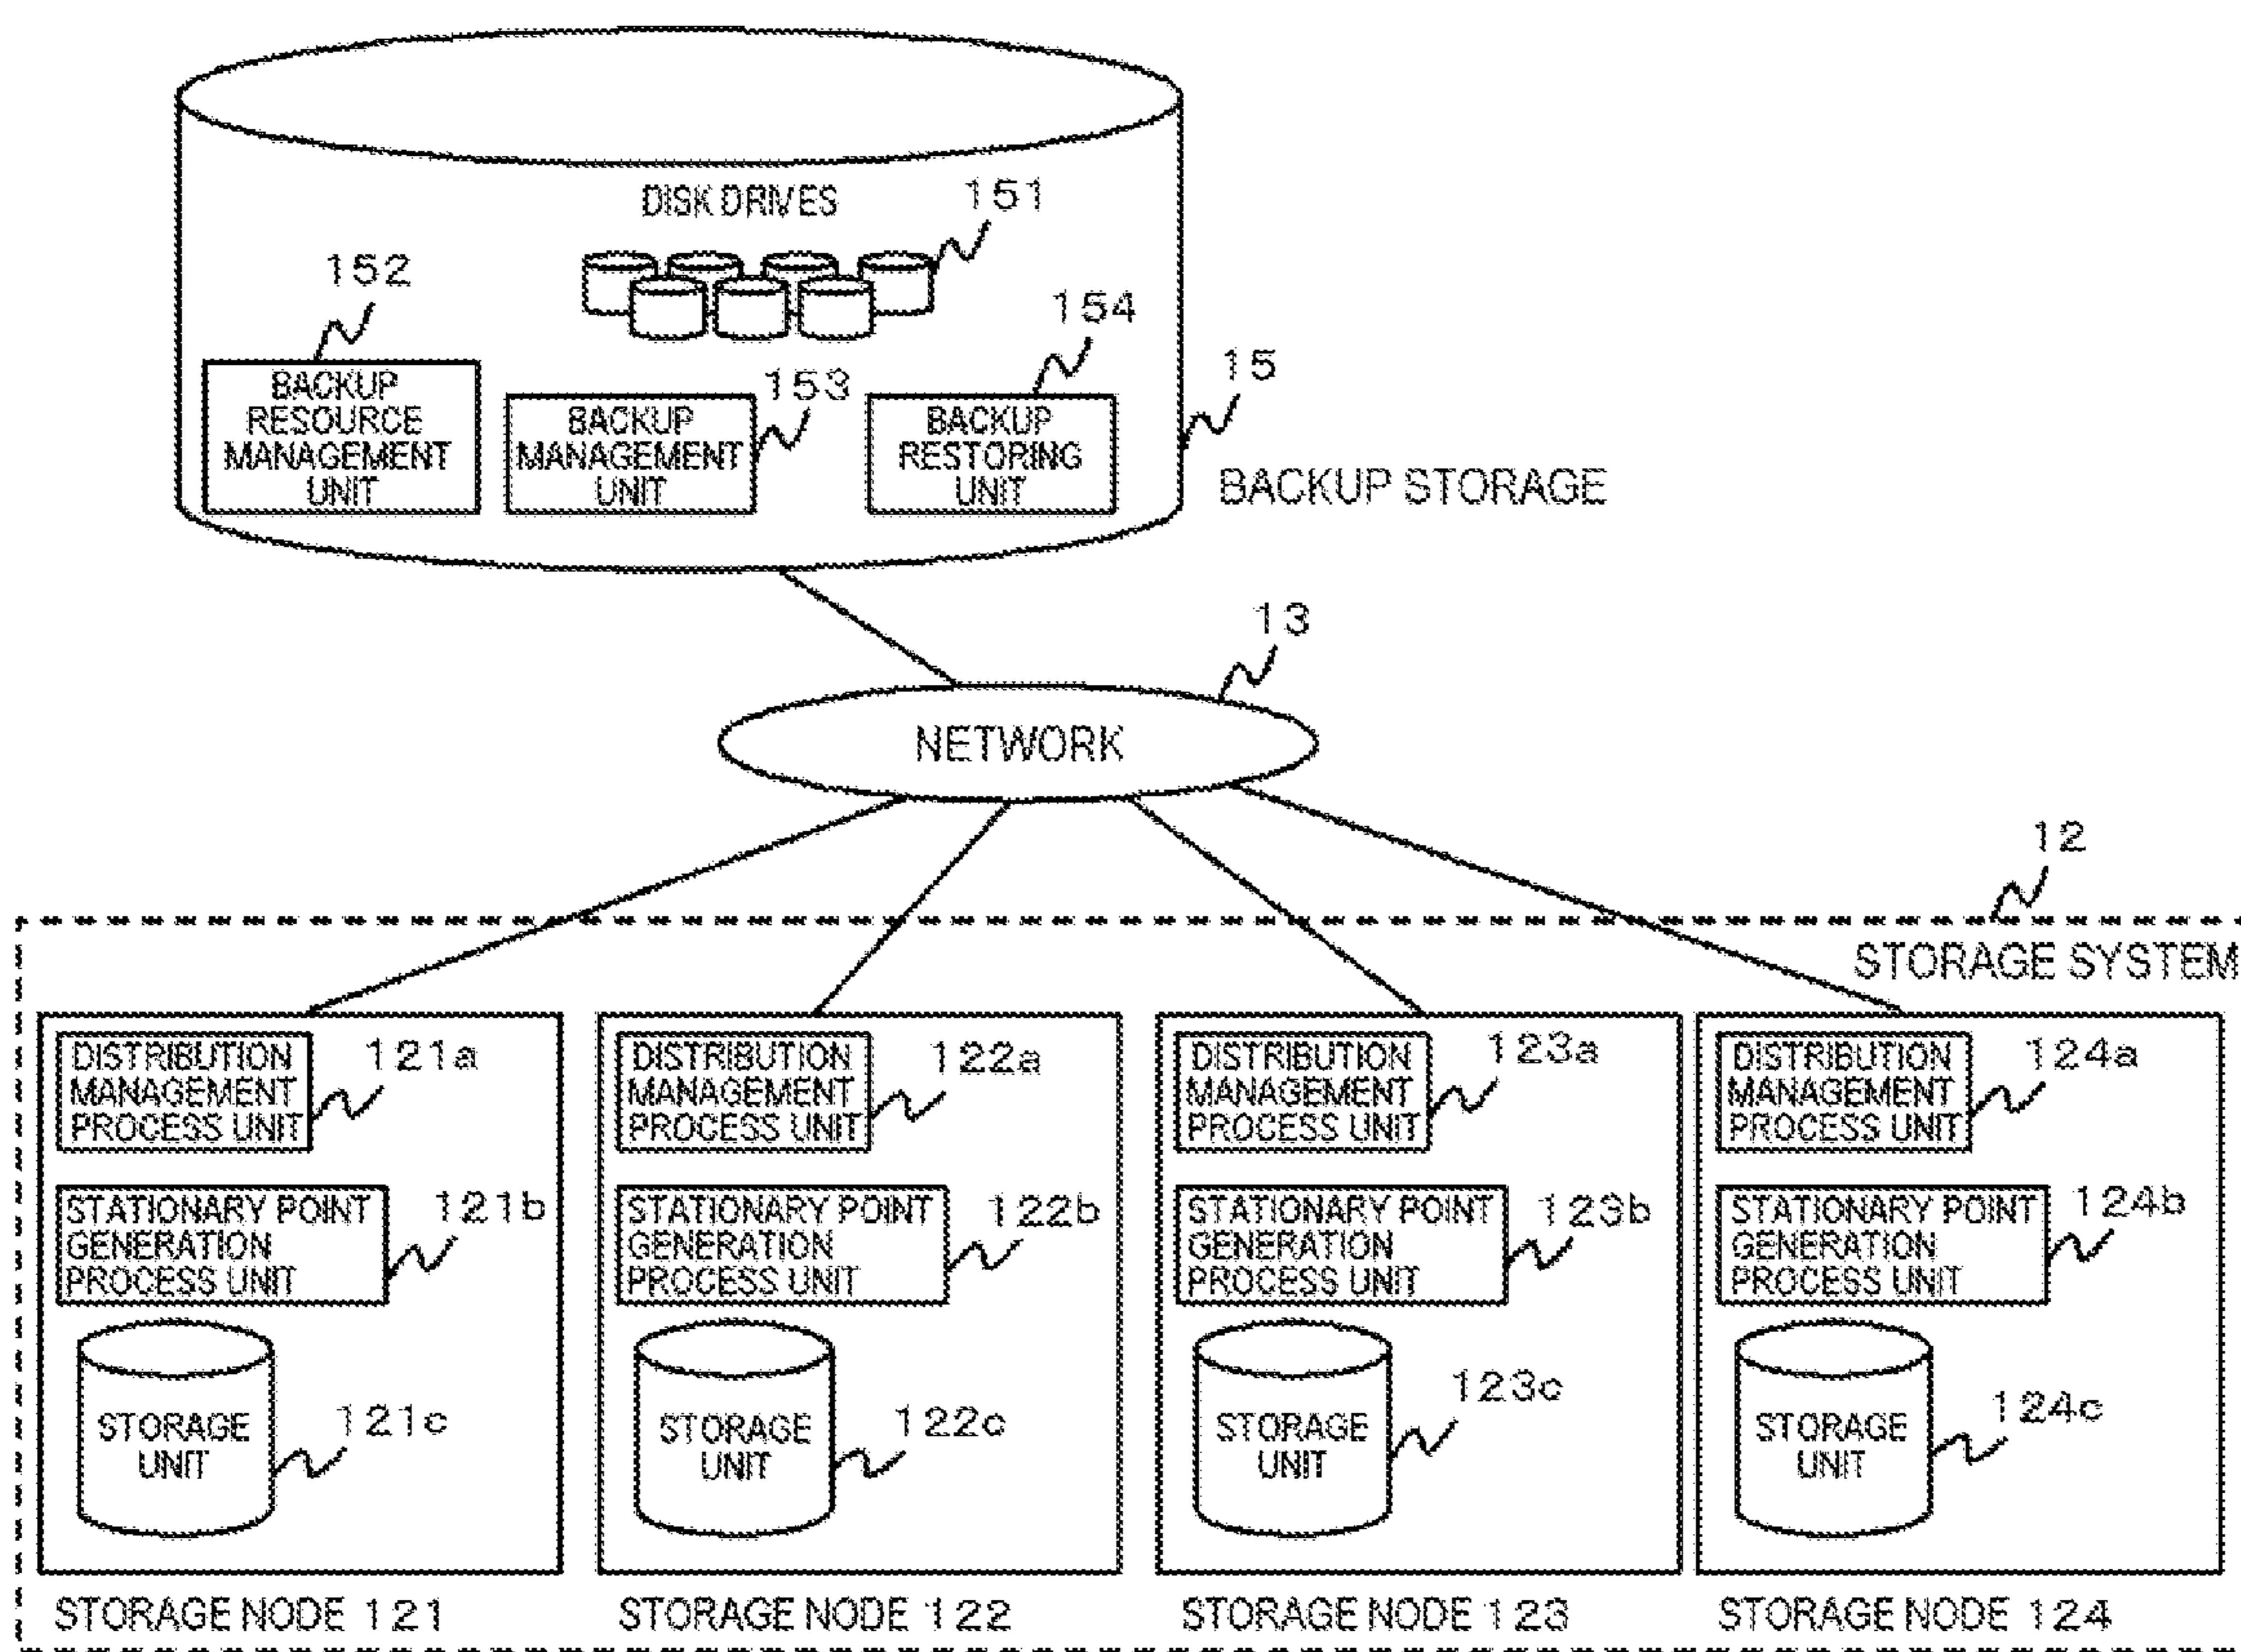 DISK DRIVES
151
152
154
BACKUP
RESOURCE
MANAGEMENT
UNIT
153
BACKUP
MANAGEMENT
UNIT
BACKUP
RESTORING
UNIT
15
BACKUP STORAGE
13
NETWORK
12
STORAGE SYSTEM
DISTRIBUTION
MANAGEMENT
PROCESS UNIT
121a
STATIONARY POINT
GENERATION
PROCESS UNIT
121b
STORAGE
UNIT
121c
STORAGE NODE 121
DISTRIBUTION
MANAGEMENT
PROCESS UNIT
122a
STATIONARY POINT
GENERATION
PROCESS UNIT
122b
STORAGE
UNIT
122c
STORAGE NODE 122
DISTRIBUTION
MANAGEMENT
PROCESS UNIT
123a
STATIONARY POINT
GENERATION
PROCESS UNIT
123b
STORAGE
UNIT
123c
STORAGE NODE 123
DISTRIBUTION
MANAGEMENT
PROCESS UNIT
124a
STATIONARY POINT
GENERATION
PROCESS UNIT
124b
STORAGE
UNIT
124c
STORAGE NODE 124